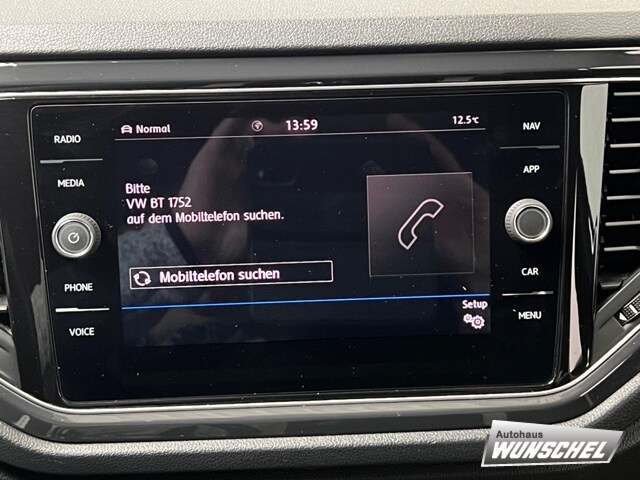 RADIO
MEDIA
PHONE
VOICE
Normal
13:59
12.5°C
Bitte
VW BT 1752
auf dem Mobiltelefon suchen.
Mobiltelefon suchen
Setup
NAV
APP
CAR
MENU
Autohaus
WUNSCHEL